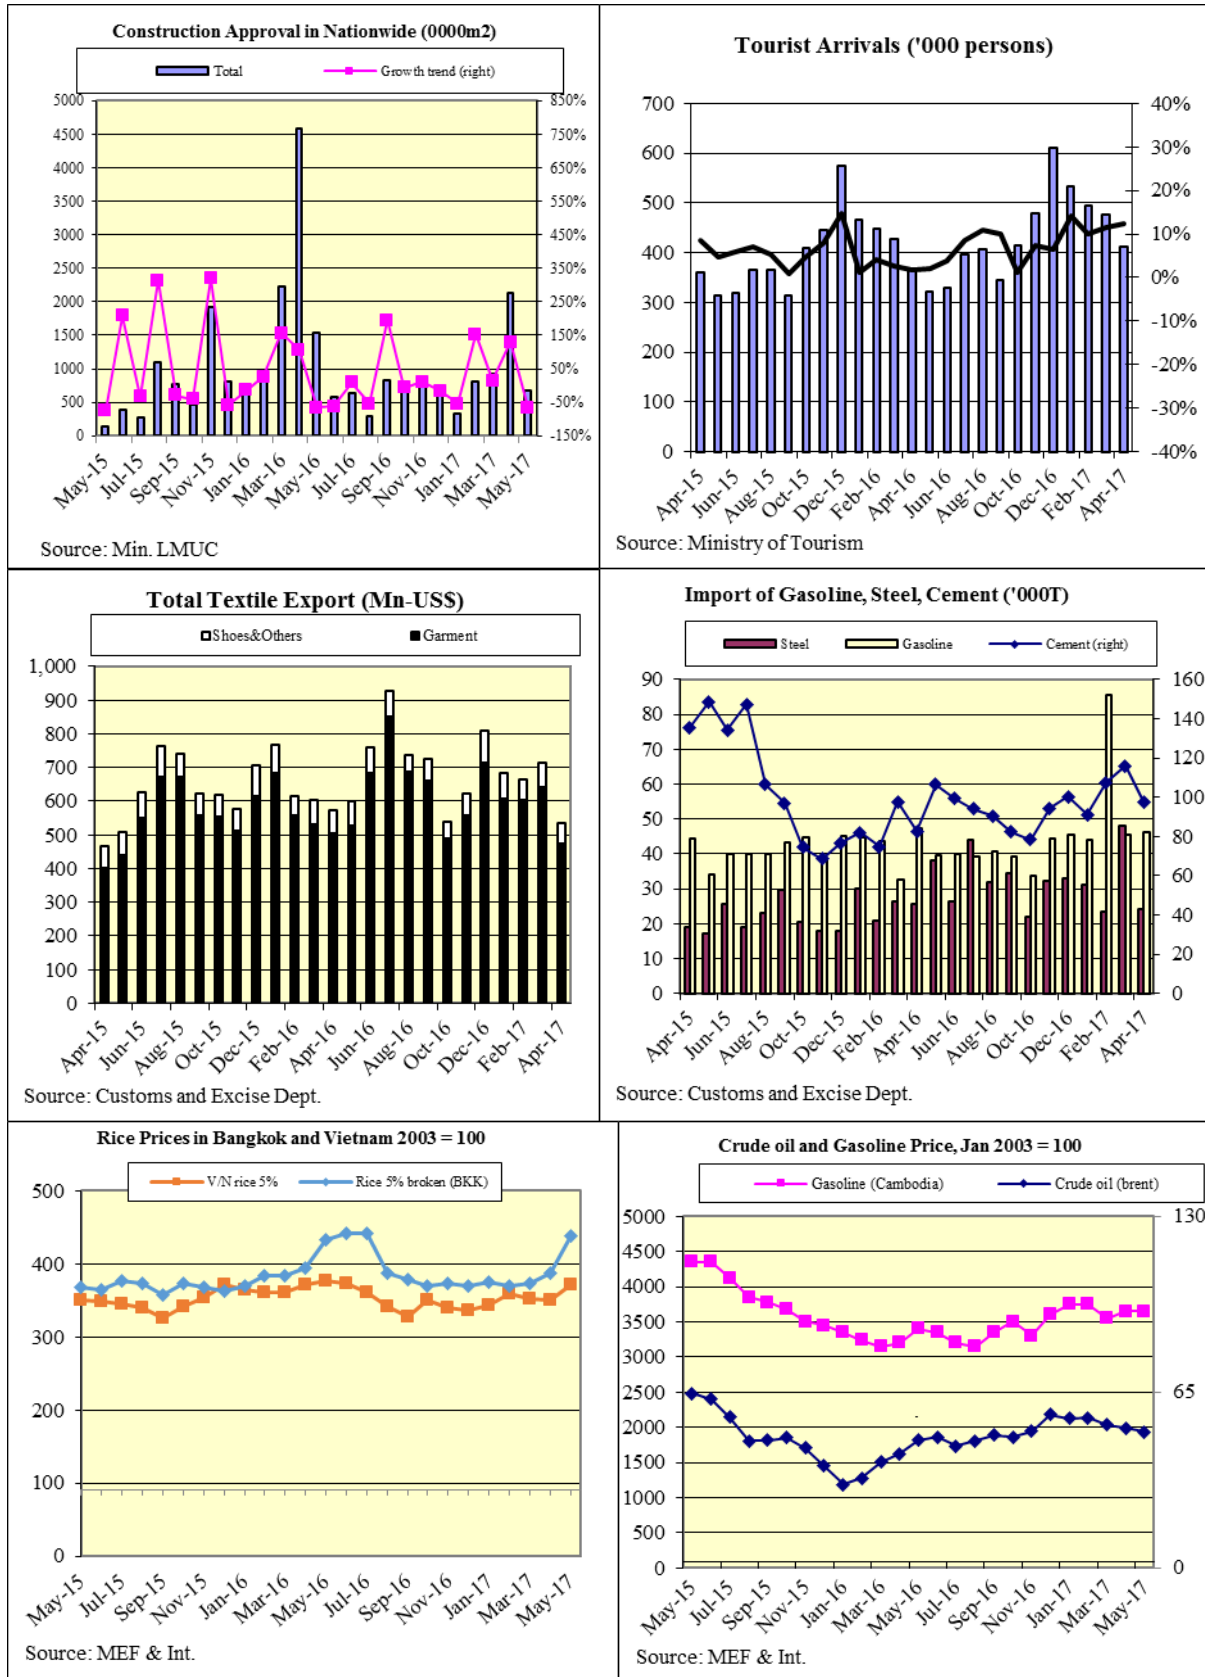 Construction Approval in Nationwide (0000m2)
Total Growth trend (right)
5000 4500 4000 3500 3000 2500 2000 1500 1000 500 0
850% 750% 650% 550% 450% 350% 250% 150% 50% -50% -150%
May-15 Jul-15 Sep-15 Nov-15 Jan-16 Mar-16 May-16 Jul-16 Sep-16 Nov-16 Jan-17 Mar-17 May-17
Source: Min. LMUC
Tourist Arrivals ('000 persons)
700 600 500 400 300 200 100 0
40% 30% 20% 10% 0% -10% -20% -30% -40%
Apr-15 Jun-15 Aug-15 Oct-15 Dec-15 Feb-16 Apr-16 Jun-16 Aug-16 Oct-16 Dec-16 Feb-17 Apr-17
Source: Ministry of Tourism
Total Textile Export (Mn-US$)
Shoes&Others Garment
1,000 900 800 700 600 500 400 300 200 100 0
Apr-15 Jun-15 Aug-15 Oct-15 Dec-15 Feb-16 Apr-16 Jun-16 Aug-16 Oct-16 Dec-16 Feb-17 Apr-17
Source: Customs and Excise Dept.
Import of Gasoline, Steel, Cement ('000T)
Steel Gasoline Cement (right)
90 80 70 60 50 40 30 20 10 0
160 140 120 100 80 60 40 20 0
Apr-15 Jun-15 Aug-15 Oct-15 Dec-15 Feb-16 Apr-16 Jun-16 Aug-16 Oct-16 Dec-16 Feb-17 Apr-17
Source: Customs and Excise Dept.
Rice Prices in Bangkok and Vietnam 2003 = 100
V/N rice 5% Rice 5% broken (BKK)
500 400 300 200 100 0
May-15 Jul-15 Sep-15 Nov-15 Jan-16 Mar-16 May-16 Jul-16 Sep-16 Nov-16 Jan-17 Mar-17 May-17
Source: MEF & Int.
Crude oil and Gasoline Price, Jan 2003 = 100
Gasoline (Cambodia) Crude oil (brent)
5000 4500 4000 3500 3000 2500 2000 1500 1000 500 0
130 65 0
May-15 Jul-15 Sep-15 Nov-15 Jan-16 Mar-16 May-16 Jul-16 Sep-16 Nov-16 Jan-17 Mar-17 May-17
Source: MEF & Int.